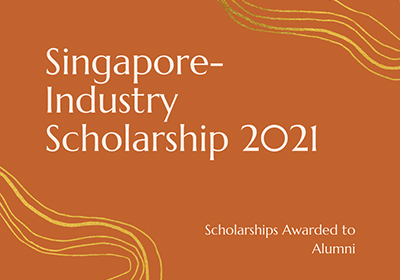 Singapore-
Industry
Scholarship 2021
Scholarships Awarded to
Alumni